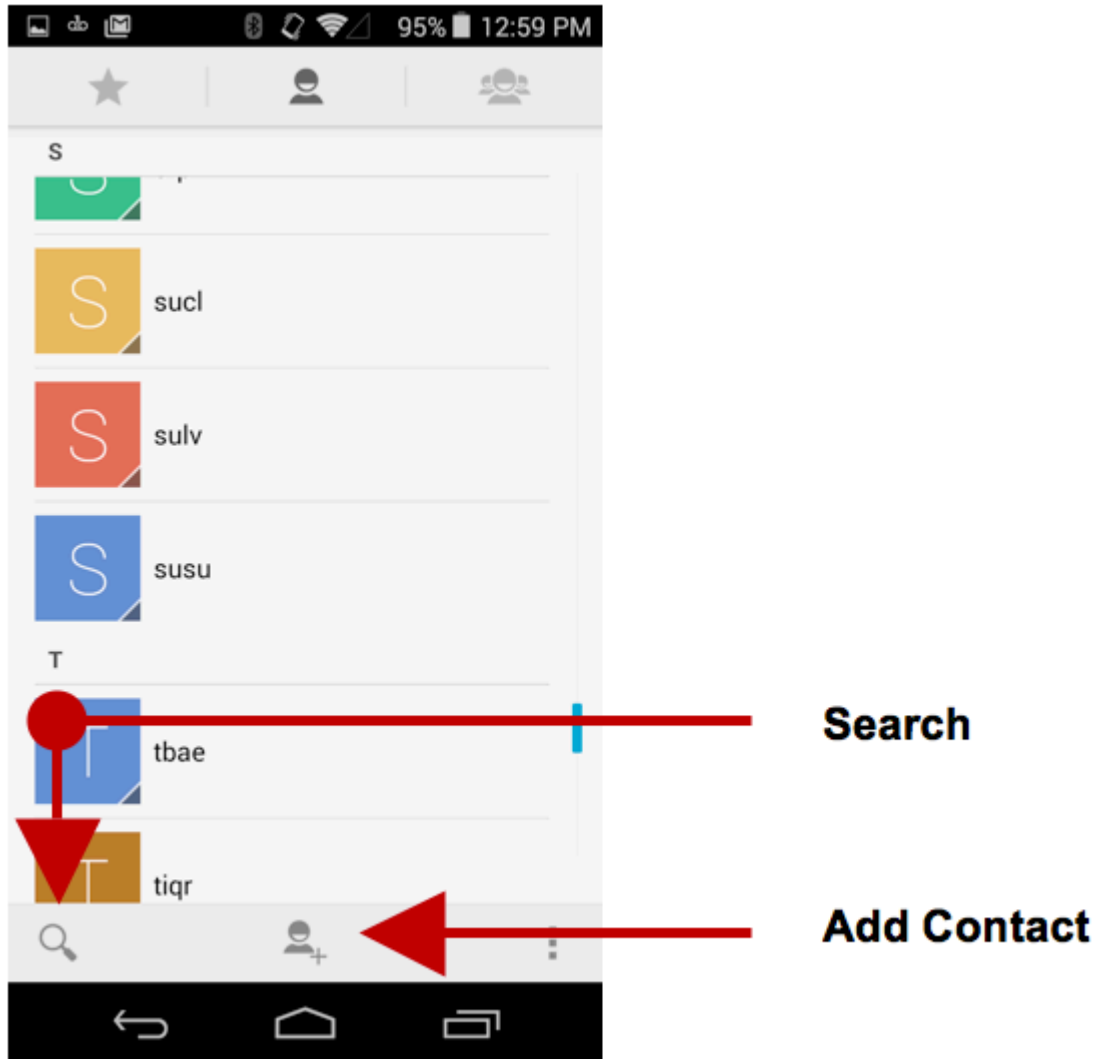 95% 12:59 PM
S
S
S sucl
S sulv
S susu
T
T tbae
Search
T tiqr
Add Contact